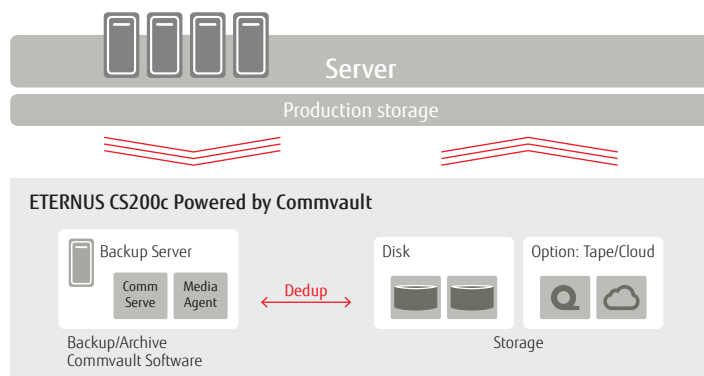 Server
Production storage
ETERNUS CS200c Powered by Commvault
Backup Server
Comm
Serve
Media
Agent
Dedup
Disk
Option: Tape/Cloud
Backup/Archive
Commvault Software
Storage